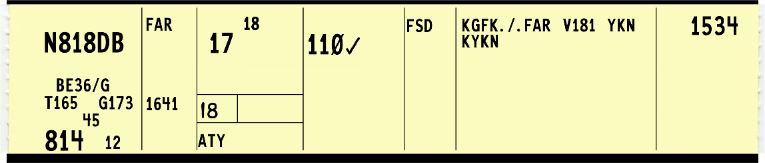 N818DB
BE36/G
T165 G173
45
814 12
FAR
1641
18
17
18
ATY
110✓
FSD
KGFK./.FAR V181 YKN
KYKN
1534